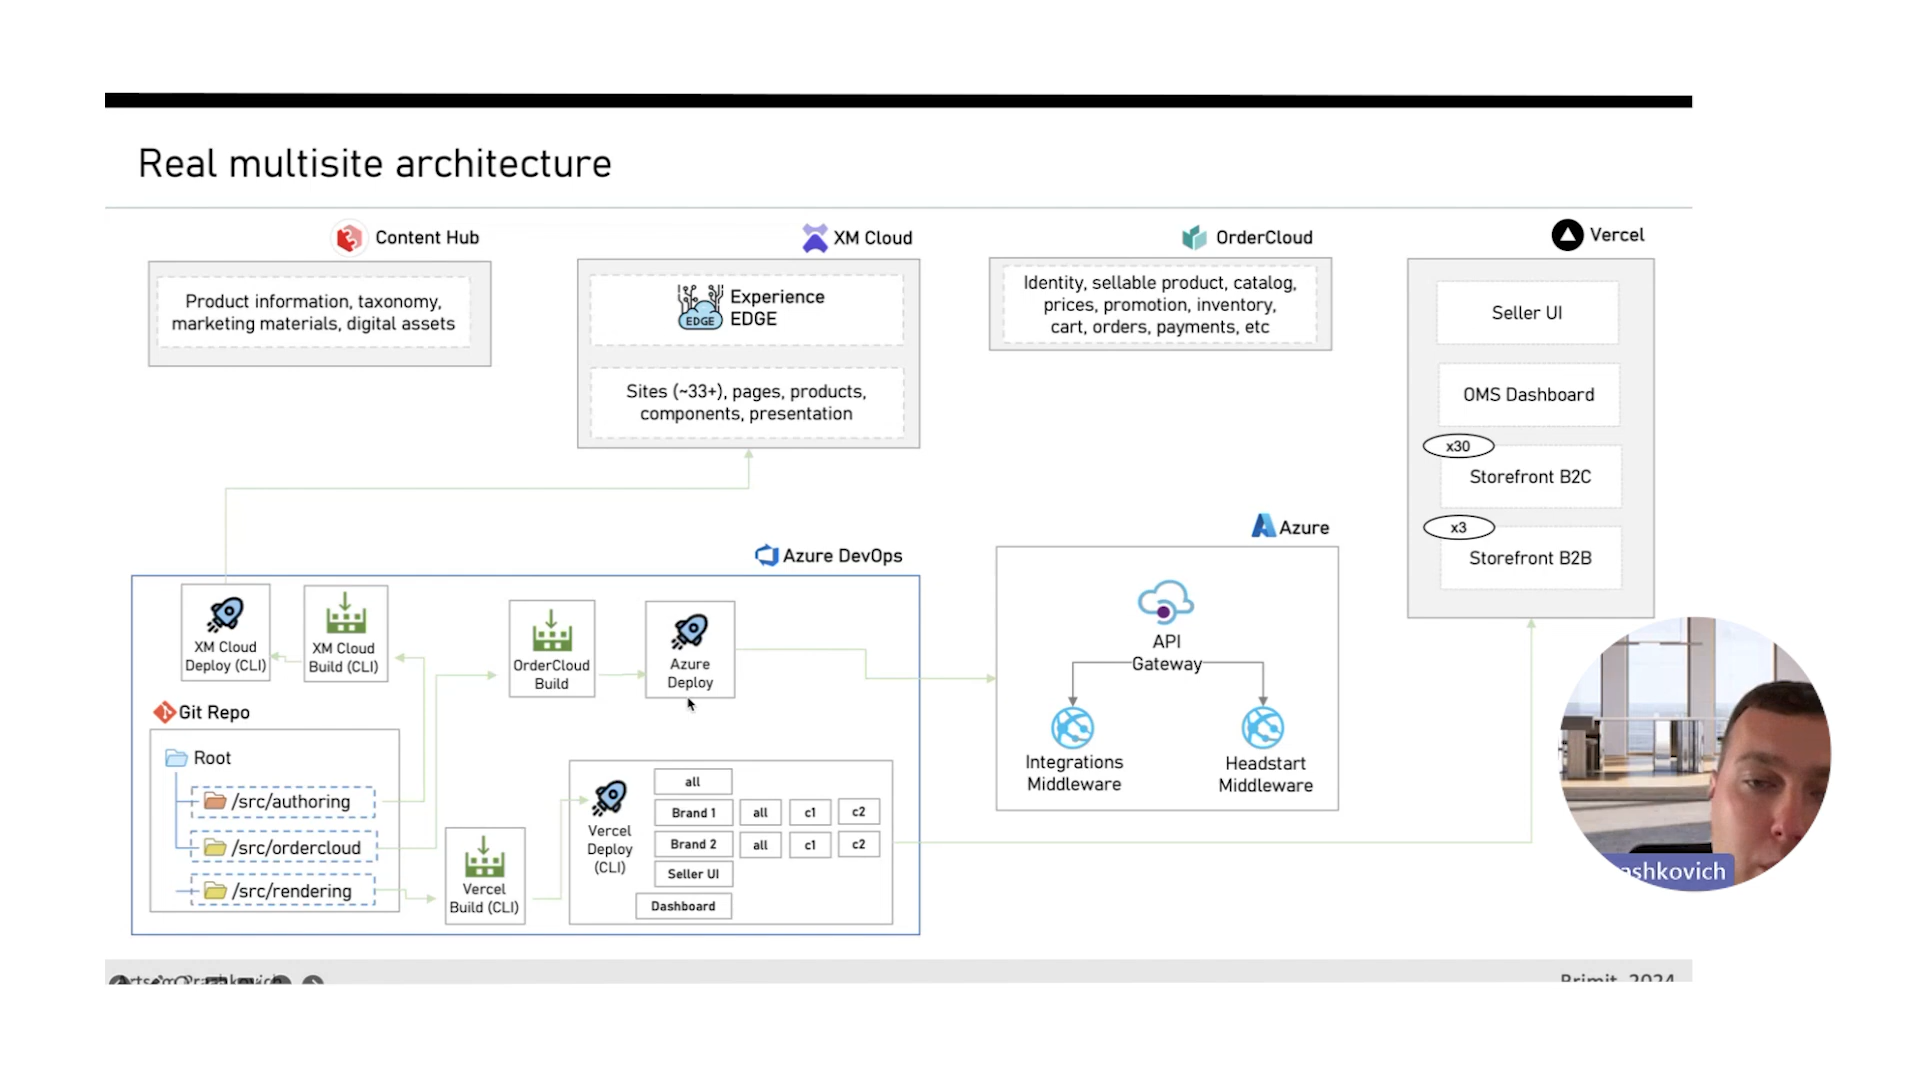 Real multisite architecture
Content Hub
Product information, taxonomy,
marketing materials, digital assets
XM Cloud
EDGE
Experience
EDGE
Sites (~33+), pages, products,
components, presentation
OrderCloud
Identity, sellable product, catalog,
prices, promotion, inventory,
cart, orders, payments, etc
Vercel
Seller UI
OMS Dashboard
x30
Storefront B2C
x3
Storefront B2B
Azure DevOps
XM Cloud
Deploy (CLI)
XM Cloud
Build (CLI)
OrderCloud
Build
Azure
Deploy
Git Repo
Root
/src/authoring
/src/ordercloud
/src/rendering
Vercel
Build (CLI)
Vercel
Deploy
(CLI)
all
Brand 1 all c1 c2
Brand 2 all c1 c2
Seller UI
Dashboard
Azure
API
Gateway
Integrations
Middleware
Headstart
Middleware
ashkovich
Brimit, 2024